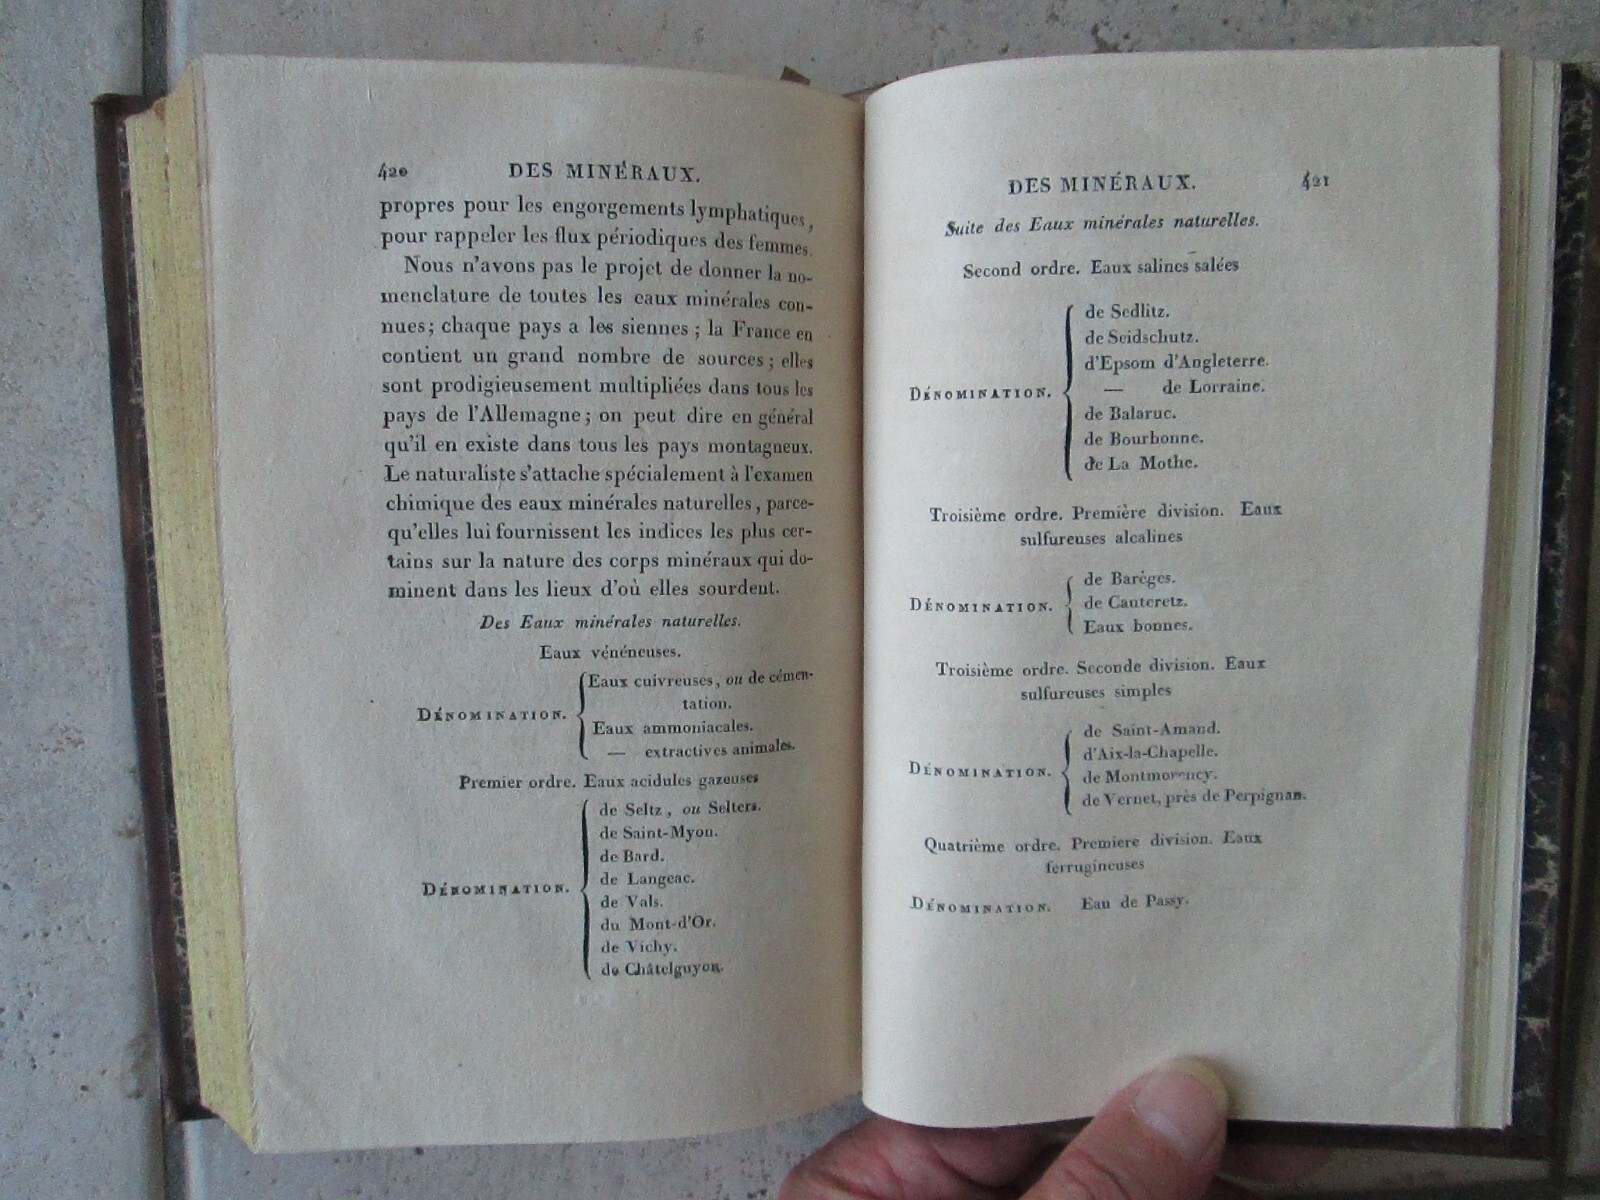 420 DES MINÉRAUX.
propres pour les engorgements lymphatiques,
pour rappeler les flux périodiques des femmes.
Nous n'avons pas le projet de donner la no-
menclature de toutes les eaux minérales con-
nues; chaque pays a les siennes; la France en
contient un grand nombre de sources; elles
sont prodigieusement multipliées dans tous les
pays de l'Allemagne; on peut dire en général
qu'il en existe dans tous les pays montagneux.
Le naturaliste s'attache spécialement à l'examen
chimique des eaux minérales naturelles, parce-
qu'elles lui fournissent les indices les plus cer-
tains sur la nature des corps minéraux qui do-
minent dans les lieux d'où elles sourdent.
Des Eaux minérales naturelles.
Eaux vénéneuses.
DÉNOMINATION.
Eaux cuivreuses, ou de cémen-
tation.
Eaux ammoniacales.
— extractives animales.
Premier ordre. Eaux acidules gazeuses
DÉNOMINATION.
de Seltz, ou Selters.
de Saint-Myon.
de Bard.
de Langeac.
de Vals.
du Mont-d'Or.
de Vichy.
de Châtelguyon.
DES MINÉRAUX. 421
Suite des Eaux minérales naturelles.
Second ordre. Eaux salines salées
DÉNOMINATION.
de Sedlitz.
de Seidschutz.
d'Epsom d'Angleterre.
— de Lorraine.
de Balaruc.
de Bourbonne.
de La Mothe.
Troisième ordre. Première division. Eaux
sulfureuses alcalines
DÉNOMINATION.
de Barèges.
de Cauteretz.
Eaux bonnes.
Troisième ordre. Seconde division. Eaux
sulfureuses simples
DÉNOMINATION.
de Saint-Amand.
d'Aix-la-Chapelle.
de Montmorency.
de Vernet, près de Perpignan.
Quatrième ordre. Premiere division. Eaux
ferrugineuses
DÉNOMINATION. Eau de Passy.